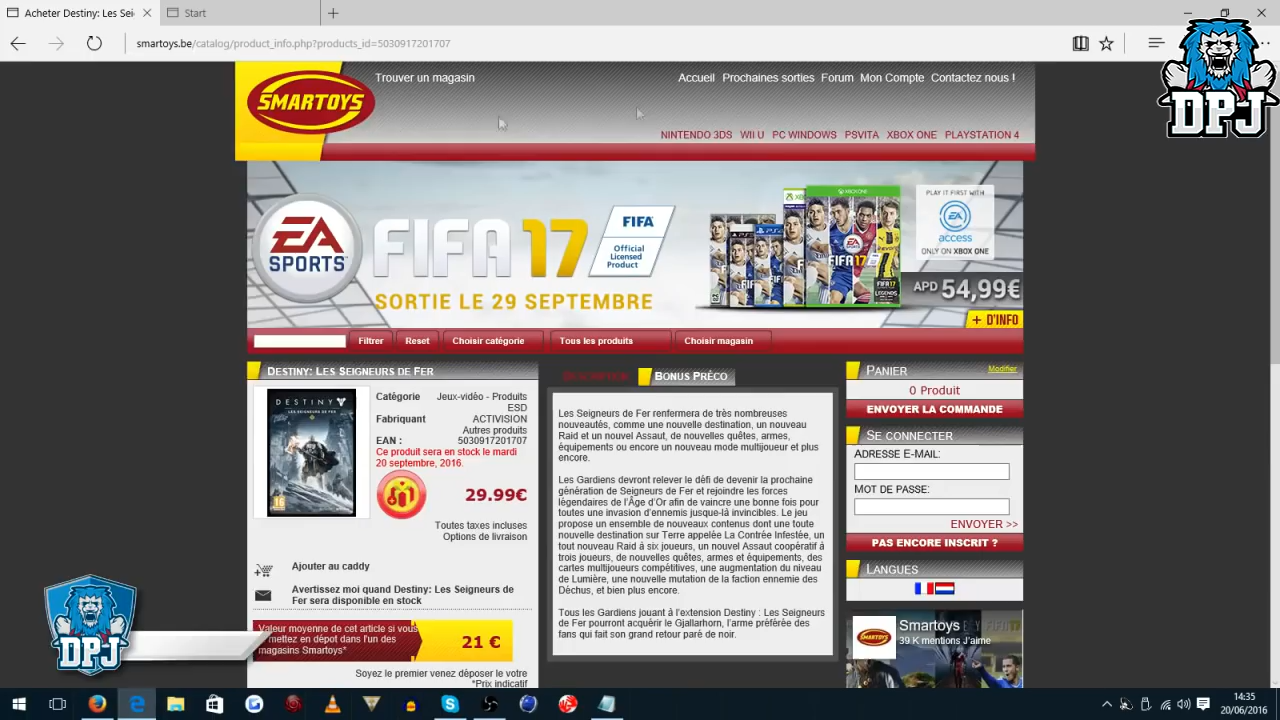 Acheter Destiny: Les Sei
smartoys.be/catalog/product_info.php?products_id=5030917201707
DPJ
SMARTOYS
Trouver un magasin
Accueil Prochaines sorties Forum Mon Compte Contactez nous !
NINTENDO 3DS WII U PC WINDOWS PSVITA XBOX ONE PLAYSTATION 4
EA SPORTS
FIFA 17
FIFA
Official
Licensed
Product
SORTIE LE 29 SEPTEMBRE
PLAY IT FIRST WITH
EA
access
ONLY ON XBOX ONE
APD 54,99€
+ D'INFO
Filtrer Reset Choisir catégorie Tous les produits Choisir magasin
DESTINY: LES SEIGNEURS DE FER
DESTINY
LES SEIGNEURS DE FER
Catégorie Jeux-vidéo - Produits
ESD
Fabriquant ACTIVISION
Autres produits
EAN : 5030917201707
Ce produit sera en stock le mardi
20 septembre, 2016.
29.99€
Toutes taxes incluses
Options de livraison
Ajouter au caddy
Avertissez moi quand Destiny: Les Seigneurs de
Fer sera disponible en stock
Valeur moyenne de cet article si vous
mettez en dépot dans l'un des
magasins Smartoys*
21 €
Soyez le premier venez déposer le votre
*Prix indicatif
DESCRIPTION BONUS PRÉCO
Les Seigneurs de Fer renfermera de très nombreuses
nouveautés, comme une nouvelle destination, un nouveau
Raid et un nouvel Assaut, de nouvelles quêtes, armes,
équipements ou encore un nouveau mode multijoueur et plus
encore.
Les Gardiens devront relever le défi de devenir la prochaine
génération de Seigneurs de Fer et rejoindre les forces
légendaires de l'Âge d'Or afin de vaincre une bonne fois pour
toutes une invasion d'ennemis jusque-là invincibles. Le jeu
propose un ensemble de nouveaux contenus dont une toute
nouvelle destination sur Terre appelée La Contrée Infestée, un
tout nouveau Raid à six joueurs, un nouvel Assaut coopératif à
trois joueurs, de nouvelles quêtes, armes et équipements, des
cartes multijoueurs compétitives, une augmentation du niveau
de Lumière, une nouvelle mutation de la faction ennemie des
Déchus, et bien plus encore.
Tous les Gardiens jouant à l'extension Destiny : Les Seigneurs
de Fer pourront acquérir le Gjallarhorn, l'arme préférée des
fans qui fait son grand retour paré de noir.
PANIER Modifier
0 Produit
ENVOYER LA COMMANDE
SE CONNECTER
ADRESSE E-MAIL:
MOT DE PASSE:
ENVOYER >>
PAS ENCORE INSCRIT ?
LANGUES
SMARTOYS
Smartoys
39 K mentions J'aime
DPJ
14:35
20/06/2016